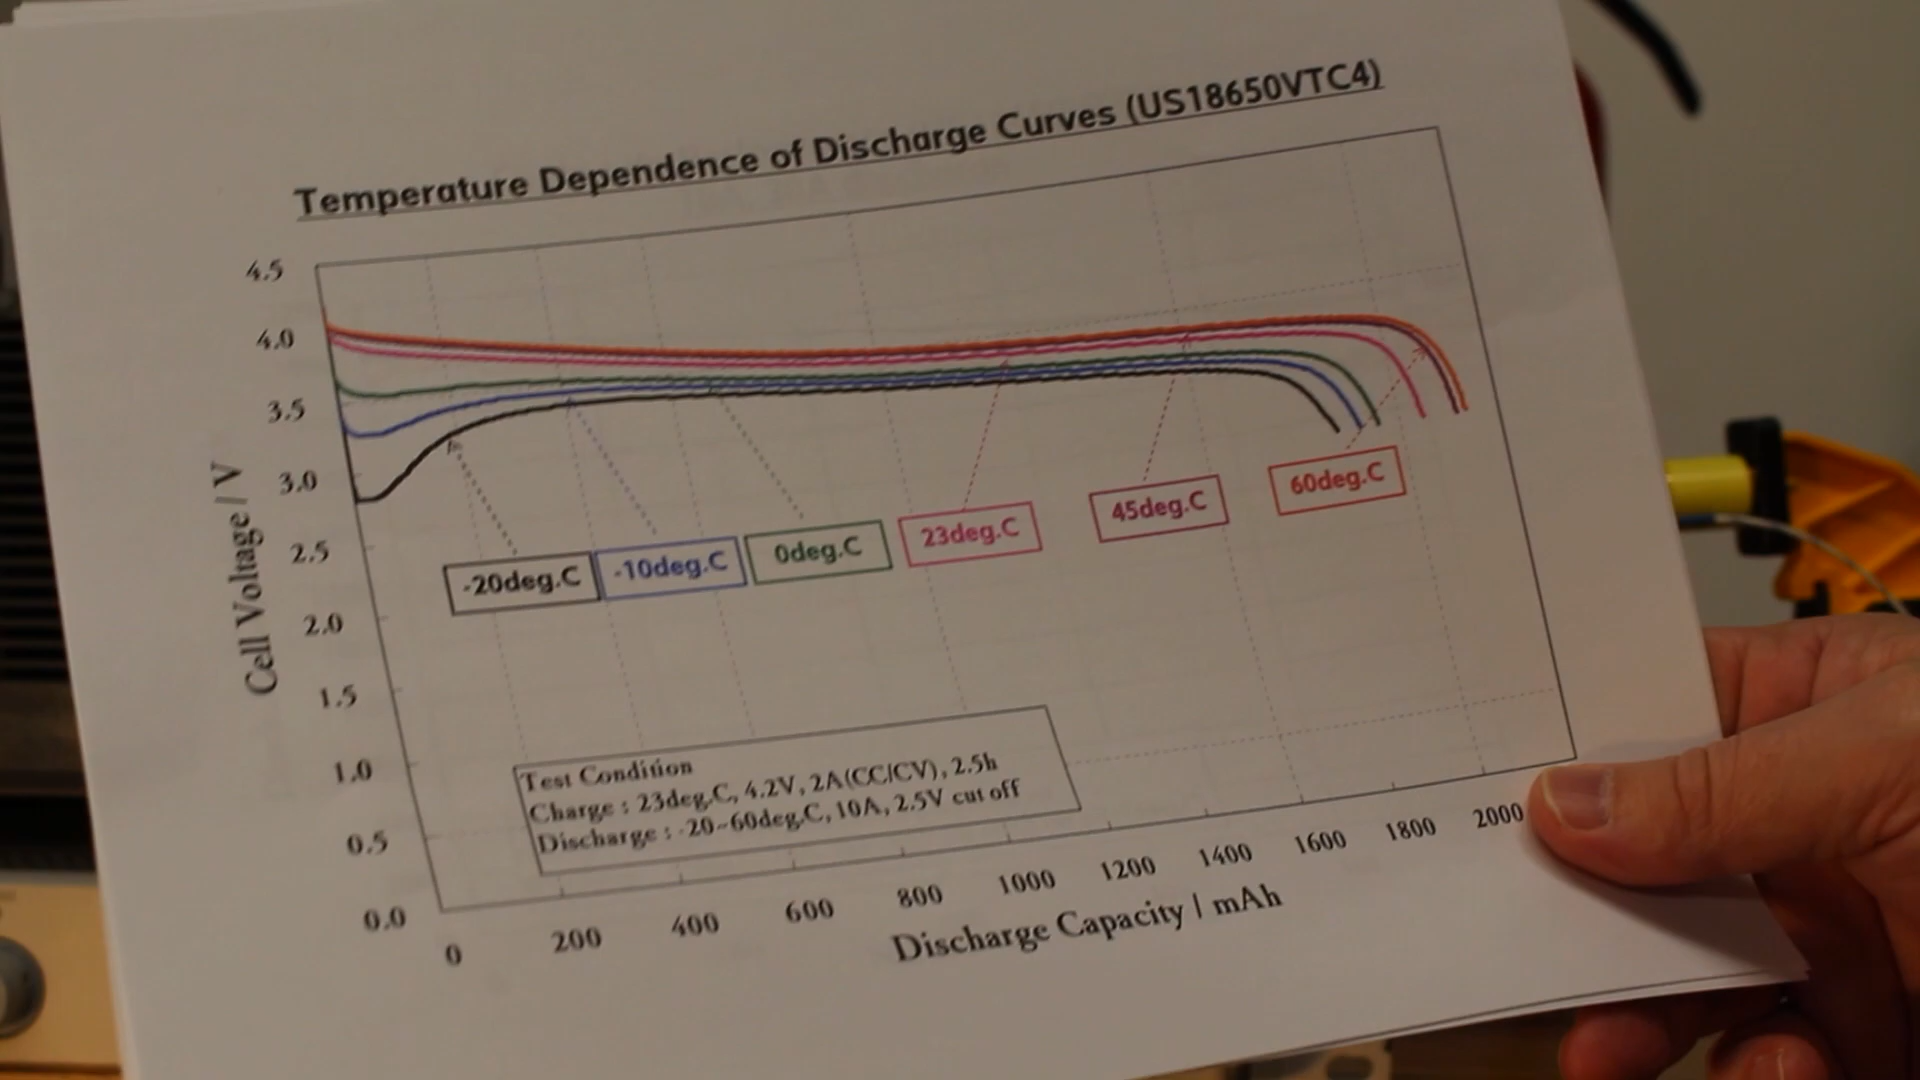 Temperature Dependence of Discharge Curves (US18650VTC4)
4.5
4.0
3.5
3.0
2.5
2.0
1.5
1.0
0.5
0.0
Cell Voltage / V
-20deg.C
-10deg.C
0deg.C
23deg.C
45deg.C
60deg.C
Test Condition
Charge : 23deg.C, 4.2V, 2A(CC/CV), 2.5h
Discharge : -20~60deg.C, 10A, 2.5V cut off
0 200 400 600 800 1000 1200 1400 1600 1800 2000
Discharge Capacity / mAh